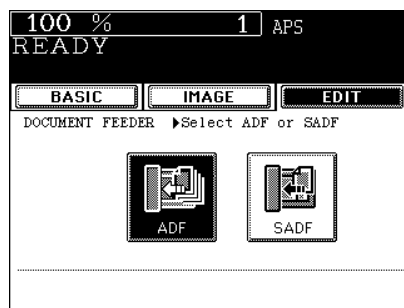 100 % 1 APS
READY
BASIC IMAGE EDIT
DOCUMENT FEEDER ▶Select ADF or SADF
ADF SADF